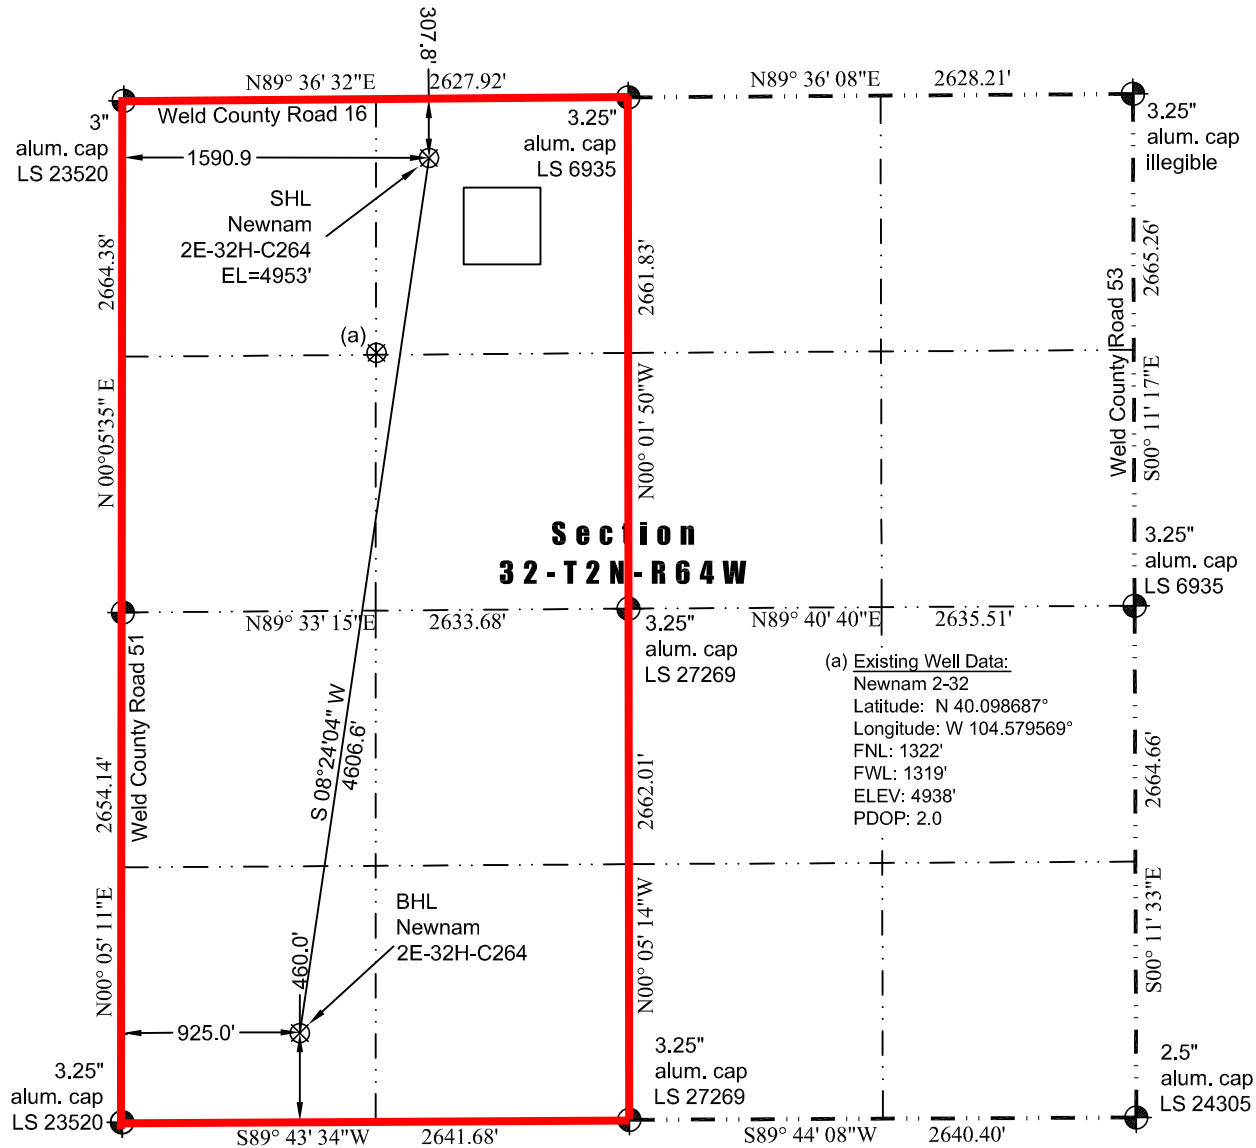 307.8'
N89° 36' 32"E 2627.92'
N89° 36' 08"E 2628.21'
Weld County Road 16
3"
alum. cap
LS 23520
3.25"
alum. cap
LS 6935
3.25"
alum. cap
illegible
1590.9
SHL
Newnam
2E-32H-C264
EL=4953'
2664.38'
2661.83'
2665.26'
Weld County Road 53
(a)
N 00°05'35" E
N00° 01' 50"W
S00° 11' 17"E
Section
32-T2N-R64W
3.25"
alum. cap
LS 6935
N89° 33' 15"E 2633.68'
N89° 40' 40"E 2635.51'
3.25"
alum. cap
LS 27269
Weld County Road 51
(a) Existing Well Data:
Newnam 2-32
Latitude: N 40.098687°
Longitude: W 104.579569°
FNL: 1322'
FWL: 1319'
ELEV: 4938'
PDOP: 2.0
S 08°24'04" W
4606.6'
2654.14'
2662.01'
2664.66'
BHL
Newnam
2E-32H-C264
N00° 05' 11"E
N00° 05' 14"W
S00° 11' 33"E
460.0'
925.0'
3.25"
alum. cap
LS 23520
3.25"
alum. cap
LS 27269
2.5"
alum. cap
LS 24305
S89° 43' 34"W 2641.68'
S89° 44' 08"W 2640.40'